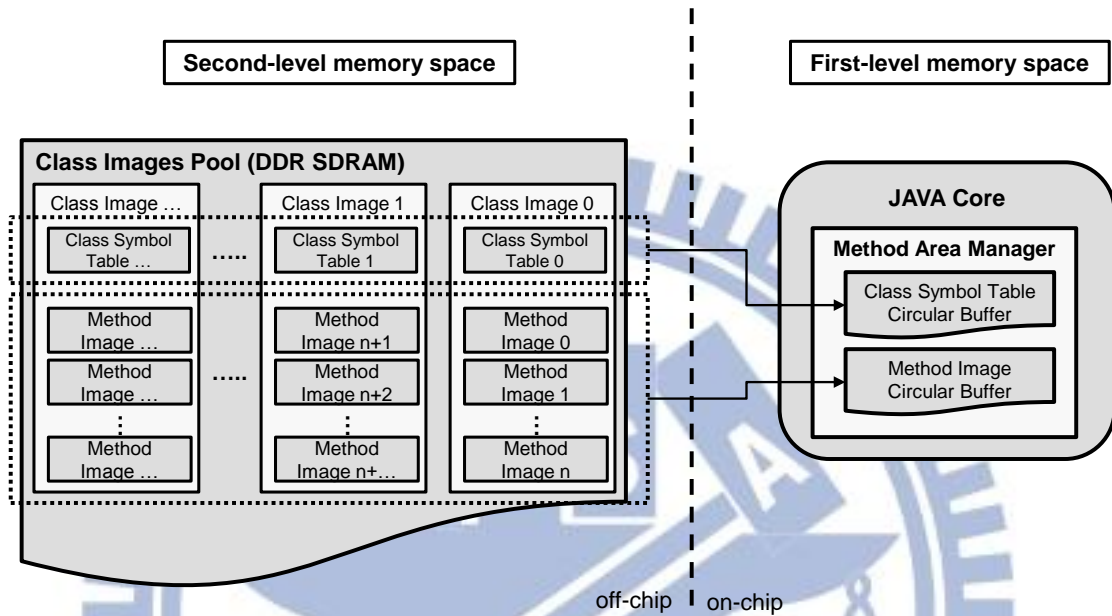 Second-level memory space
First-level memory space
Class Images Pool (DDR SDRAM)
Class Image …
Class Symbol
Table …
Method
Image …
Method
Image …
⋮
Method
Image …
…..
…..
Class Image 1
Class Symbol
Table 1
Method
Image n+1
Method
Image n+2
⋮
Method
Image n+…
Class Image 0
Class Symbol
Table 0
Method
Image 0
Method
Image 1
⋮
Method
Image n
JAVA Core
Method Area Manager
Class Symbol Table
Circular Buffer
Method Image
Circular Buffer
off-chip
on-chip
A
8